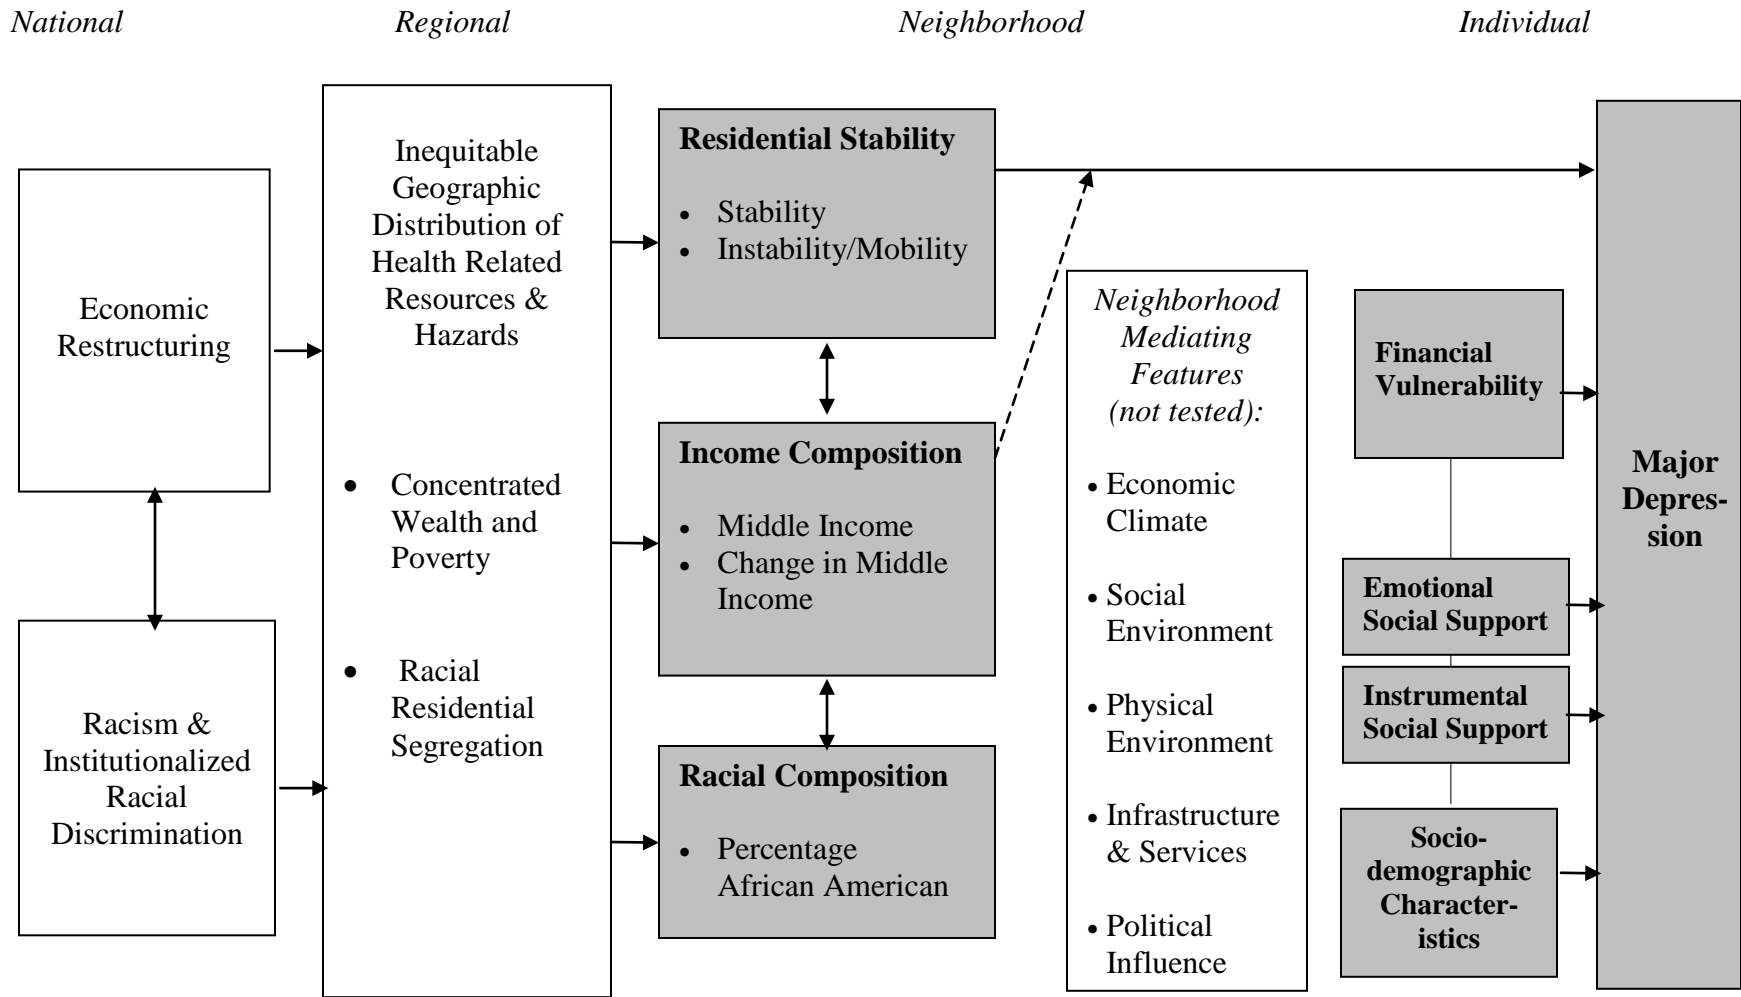 National
Regional
Neighborhood
Individual
Economic
Restructuring
Racism &
Institutionalized
Racial
Discrimination
Inequitable
Geographic
Distribution of
Health Related
Resources &
Hazards
• Concentrated
Wealth and
Poverty
• Racial
Residential
Segregation
Residential Stability
• Stability
• Instability/Mobility
Income Composition
• Middle Income
• Change in Middle
Income
Racial Composition
• Percentage
African American
Neighborhood
Mediating
Features
(not tested):
• Economic
Climate
• Social
Environment
• Physical
Environment
• Infrastructure
& Services
• Political
Influence
Financial
Vulnerability
Emotional
Social Support
Instrumental
Social Support
Socio-
demographic
Character-
istics
Major
Depres-
sion